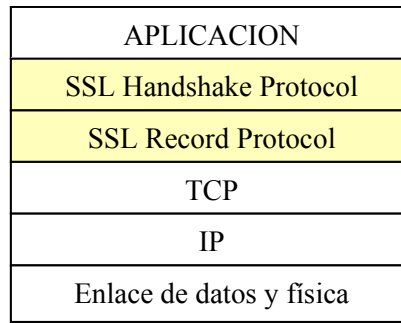 APLICACION
SSL Handshake Protocol
SSL Record Protocol
TCP
IP
Enlace de datos y física